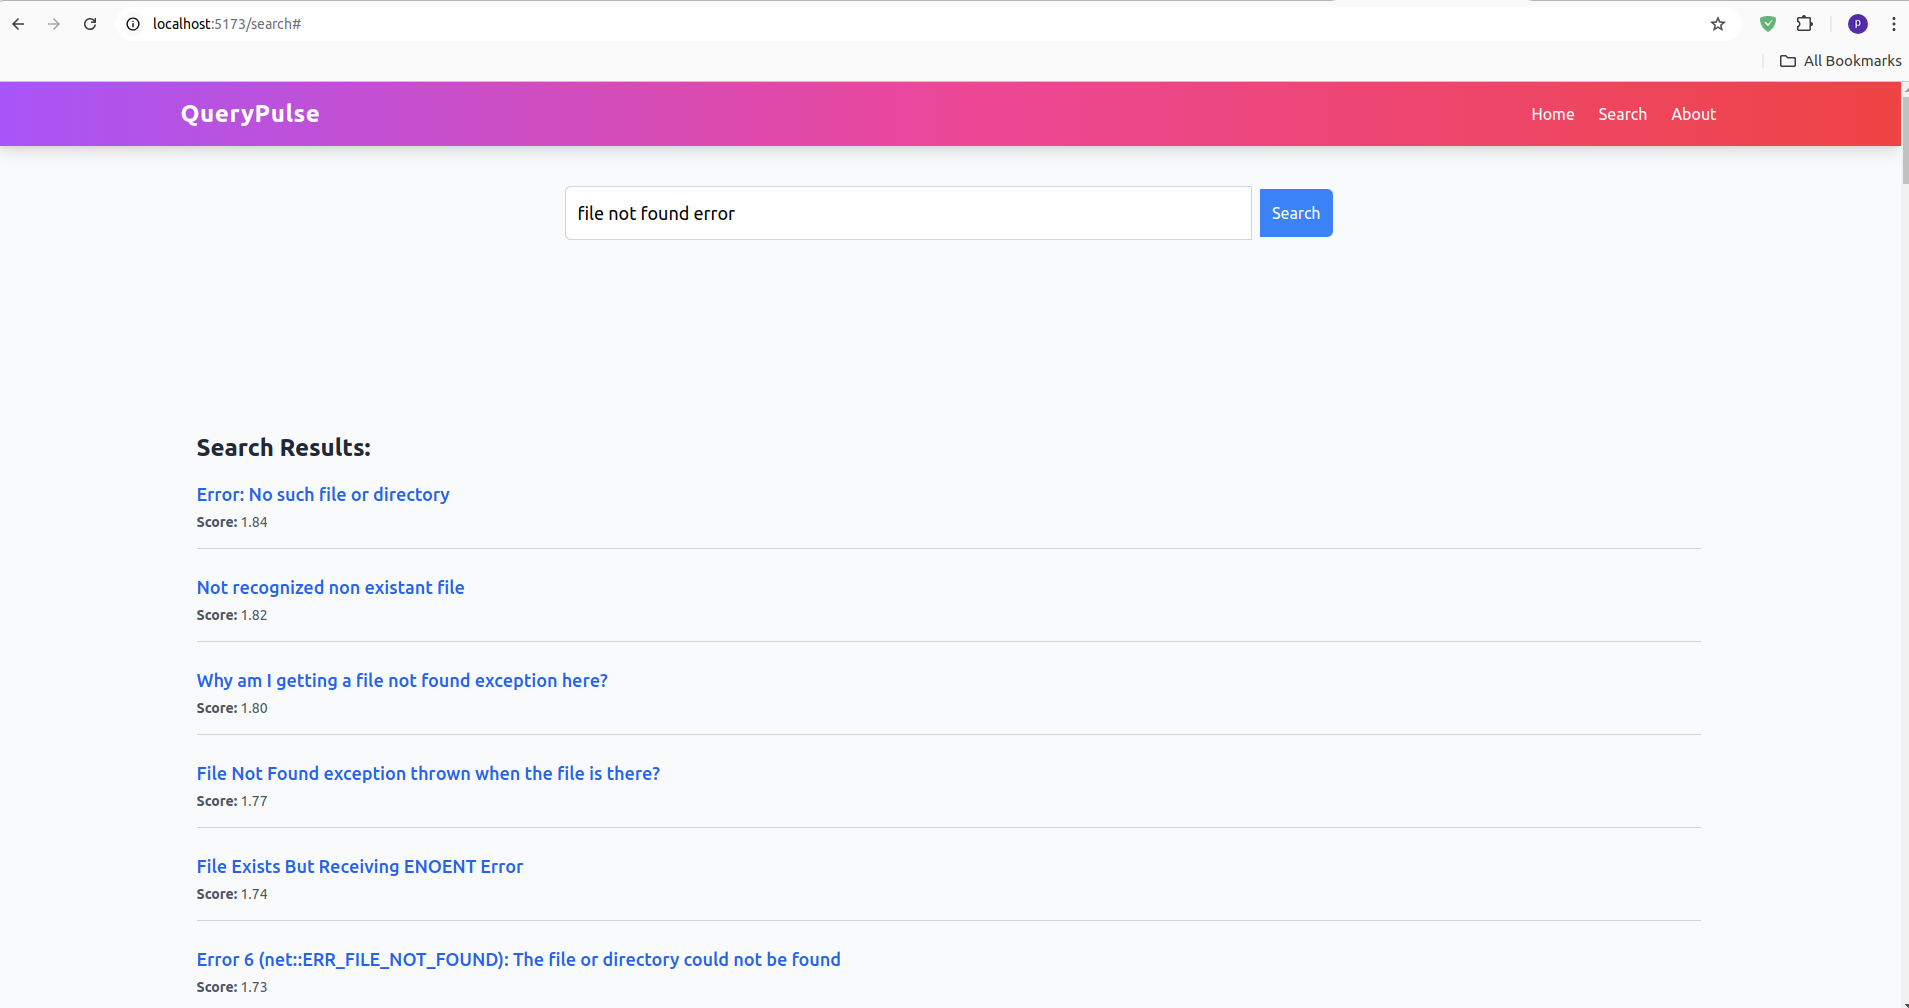 localhost:5173/search#
P
All Bookmarks
QueryPulse
Home Search About
file not found error
Search
Search Results:
Error: No such file or directory
Score: 1.84
Not recognized non existant file
Score: 1.82
Why am I getting a file not found exception here?
Score: 1.80
File Not Found exception thrown when the file is there?
Score: 1.77
File Exists But Receiving ENOENT Error
Score: 1.74
Error 6 (net::ERR_FILE_NOT_FOUND): The file or directory could not be found
Score: 1.73